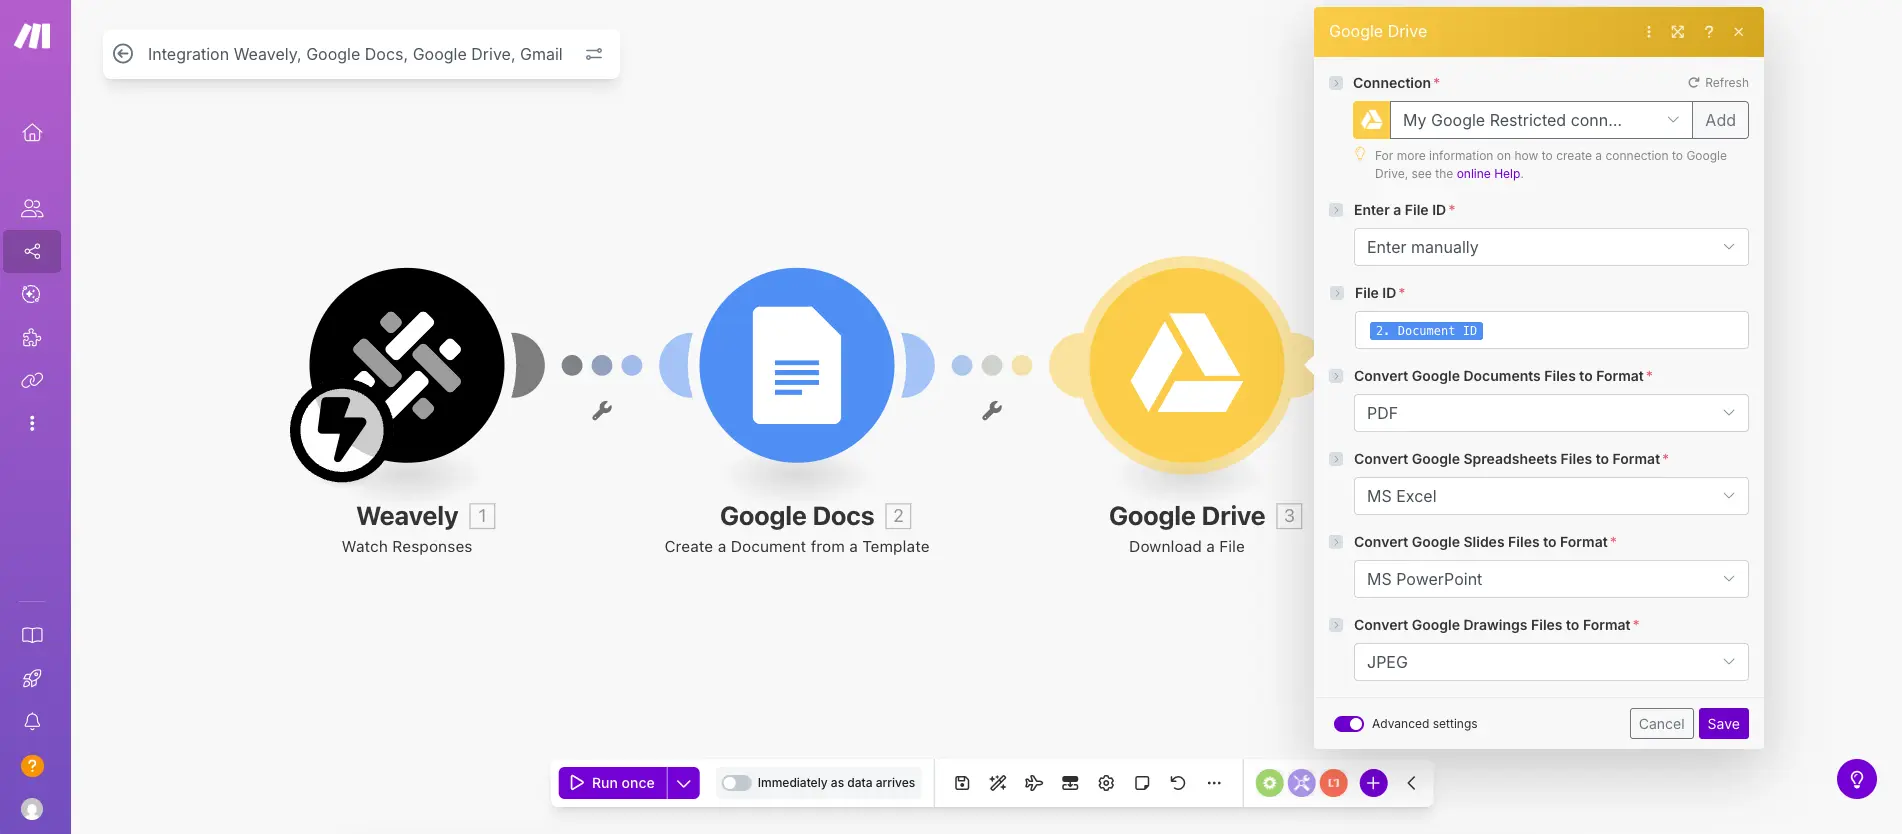 Integration Weavely, Google Docs, Google Drive, Gmail
Weavely 1
Watch Responses
Google Docs 2
Create a Document from a Template
Google Drive 3
Download a File
Google Drive
?
Connection *
Refresh
My Google Restricted conn...
Add
For more information on how to create a connection to Google
Drive, see the online Help.
Enter a File ID *
Enter manually
File ID *
2. Document ID
Convert Google Documents Files to Format *
PDF
Convert Google Spreadsheets Files to Format *
MS Excel
Convert Google Slides Files to Format *
MS PowerPoint
Convert Google Drawings Files to Format *
JPEG
Advanced settings
Cancel
Save
Run once
Immediately as data arrives
?